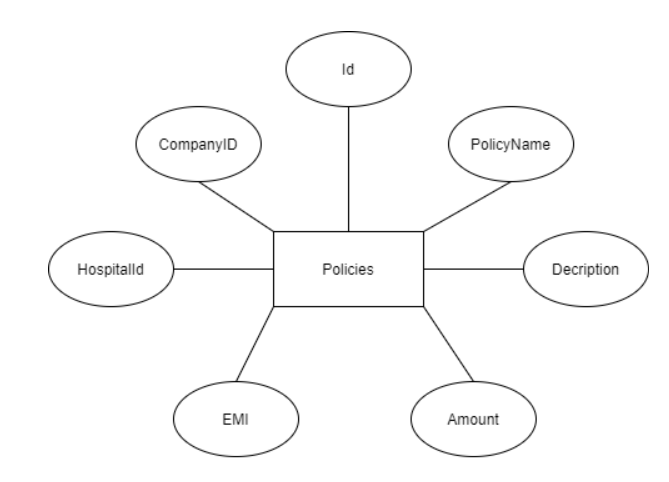 Id
CompanyID
PolicyName
HospitalId
Policies
Decription
EMI
Amount